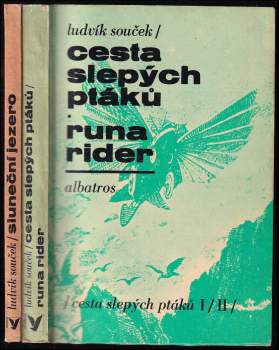 ludvík souček/
cesta
slepých
ptáků
.
runa
rider
albatros
/cesta slepých ptáků I/II/
ludvík souček/ cesta slepých ptáků/
runa rider
ludvík souček/ sluneční jezero